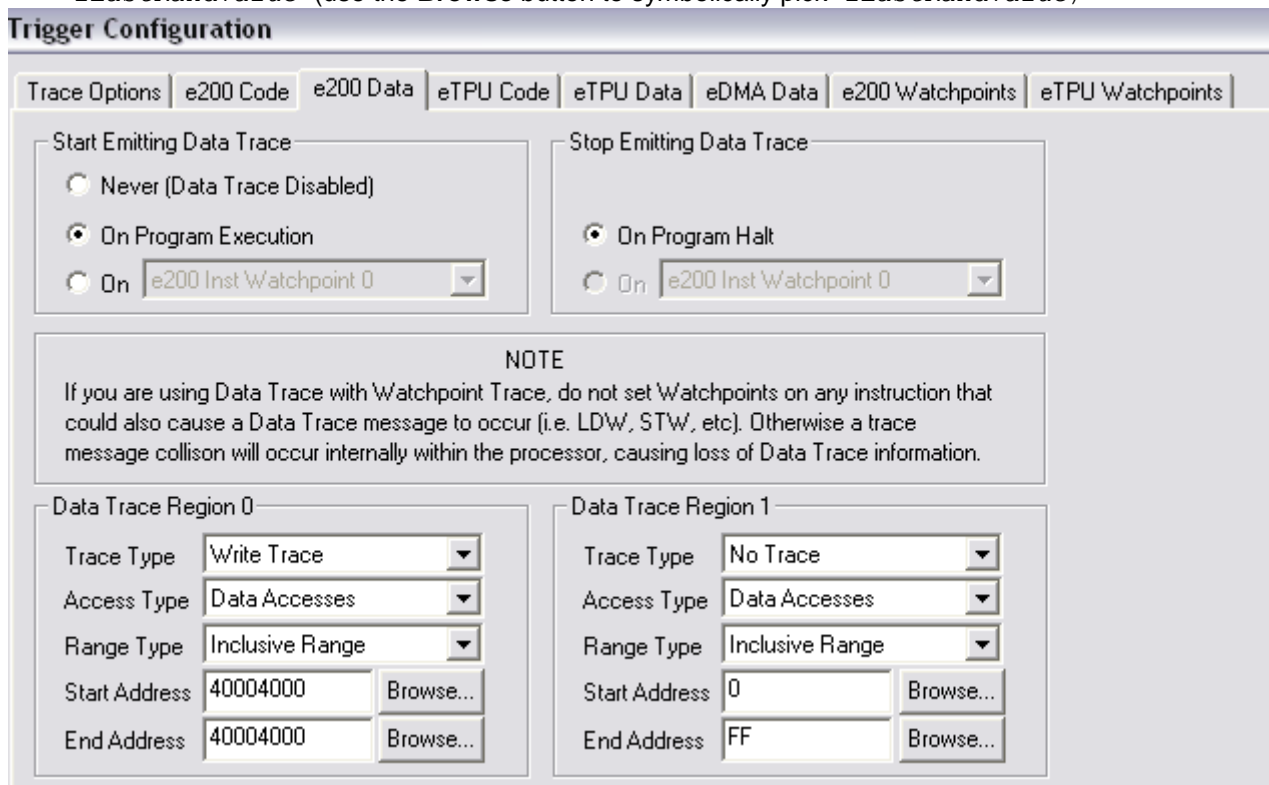 Trigger Configuration
Trace Options e200 Code e200 Data eTPU Code eTPU Data eDMA Data e200 Watchpoints eTPU Watchpoints
Start Emitting Data Trace
Never (Data Trace Disabled)
On Program Execution
On e200 Inst Watchpoint 0
Stop Emitting Data Trace
On Program Halt
On e200 Inst Watchpoint 0
NOTE
If you are using Data Trace with Watchpoint Trace, do not set Watchpoints on any instruction that
could also cause a Data Trace message to occur (i.e. LDW, STW, etc). Otherwise a trace
message collison will occur internally within the processor, causing loss of Data Trace information.
Data Trace Region 0
Trace Type Write Trace
Access Type Data Accesses
Range Type Inclusive Range
Start Address 40004000 Browse...
End Address 40004000 Browse...
Data Trace Region 1
Trace Type No Trace
Access Type Data Accesses
Range Type Inclusive Range
Start Address 0 Browse...
End Address FF Browse...